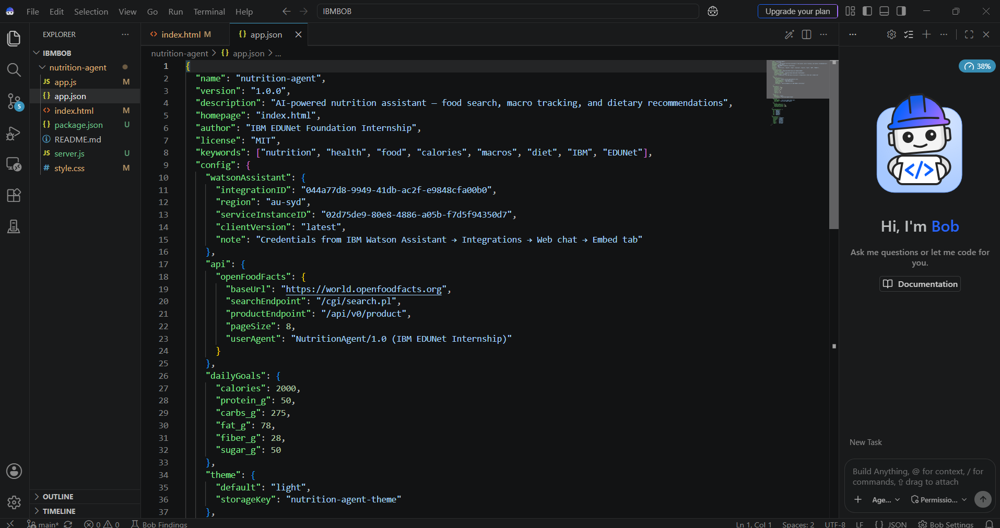 File Edit Selection View Go Run Terminal Help
IBMBOB
Upgrade your plan
EXPLORER
IBMBOB
nutrition-agent
JS app.js M
{} app.json
<> index.html M
{} package.json U
README.md
JS server.js U
# style.css M
5
OUTLINE
TIMELINE
<> index.html M
{} app.json
nutrition-agent > {} app.json > ...
1 {
2 "name": "nutrition-agent",
3 "version": "1.0.0",
4 "description": "AI-powered nutrition assistant — food search, macro tracking, and dietary recommendations",
5 "homepage": "index.html",
6 "author": "IBM EDUNet Foundation Internship",
7 "license": "MIT",
8 "keywords": ["nutrition", "health", "food", "calories", "macros", "diet", "IBM", "EDUNet"],
9 "config": {
10 "watsonAssistant": {
11 "integrationID": "044a77d8-9949-41db-ac2f-e9848cfa00b0",
12 "region": "au-syd",
13 "serviceInstanceID": "02d75de9-80e8-4886-a05b-f7d5f94350d7",
14 "clientVersion": "latest",
15 "note": "Credentials from IBM Watson Assistant → Integrations → Web chat → Embed tab"
16 },
17 "api": {
18 "openFoodFacts": {
19 "baseUrl": "https://world.openfoodfacts.org",
20 "searchEndpoint": "/cgi/search.pl",
21 "productEndpoint": "/api/v0/product",
22 "pageSize": 8,
23 "userAgent": "NutritionAgent/1.0 (IBM EDUNet Internship)"
24 }
25 },
26 "dailyGoals": {
27 "calories": 2000,
28 "protein_g": 50,
29 "carbs_g": 275,
30 "fat_g": 78,
31 "fiber_g": 28,
32 "sugar_g": 50
33 },
34 "theme": {
35 "default": "light",
36 "storageKey": "nutrition-agent-theme"
37 },
38%
</>
Hi, I'm Bob
Ask me questions or let me code for
you.
Documentation
New Task
Build Anything, @ for context, / for
commands, ⇧ drag to attach
Age... Permissio...
main* 0 0 Bob Findings
Ln 1, Col 1 Spaces: 2 UTF-8 LF {} JSON Bob Settings